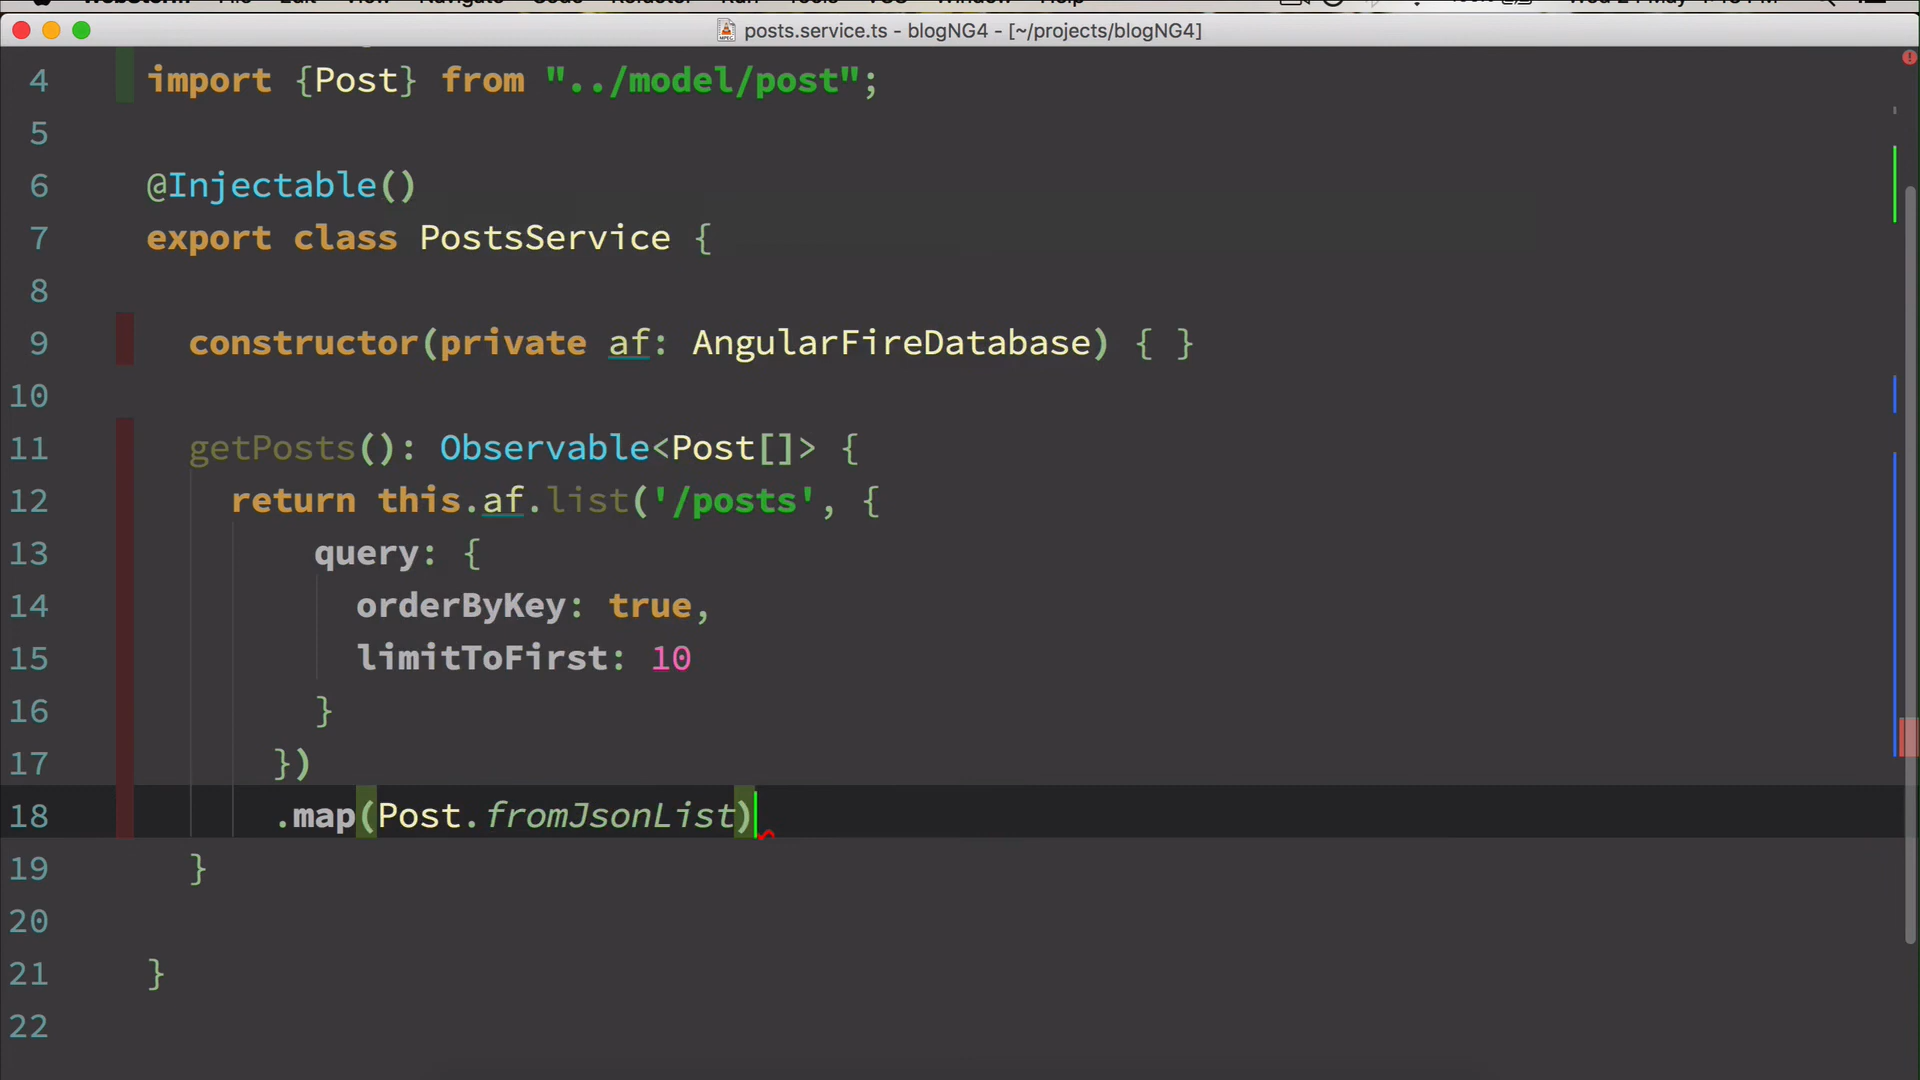 posts.service.ts - blogNG4 - [~/projects/blogNG4]
4 import {Post} from "../model/post";
5
6 @Injectable()
7 export class PostsService {
8
9 constructor(private af: AngularFireDatabase) { }
10
11 getPosts(): Observable<Post[]> {
12 return this.af.list('/posts', {
13 query: {
14 orderByKey: true,
15 limitToFirst: 10
16 }
17 })
18 .map(Post.fromJsonList)
19 }
20
21 }
22